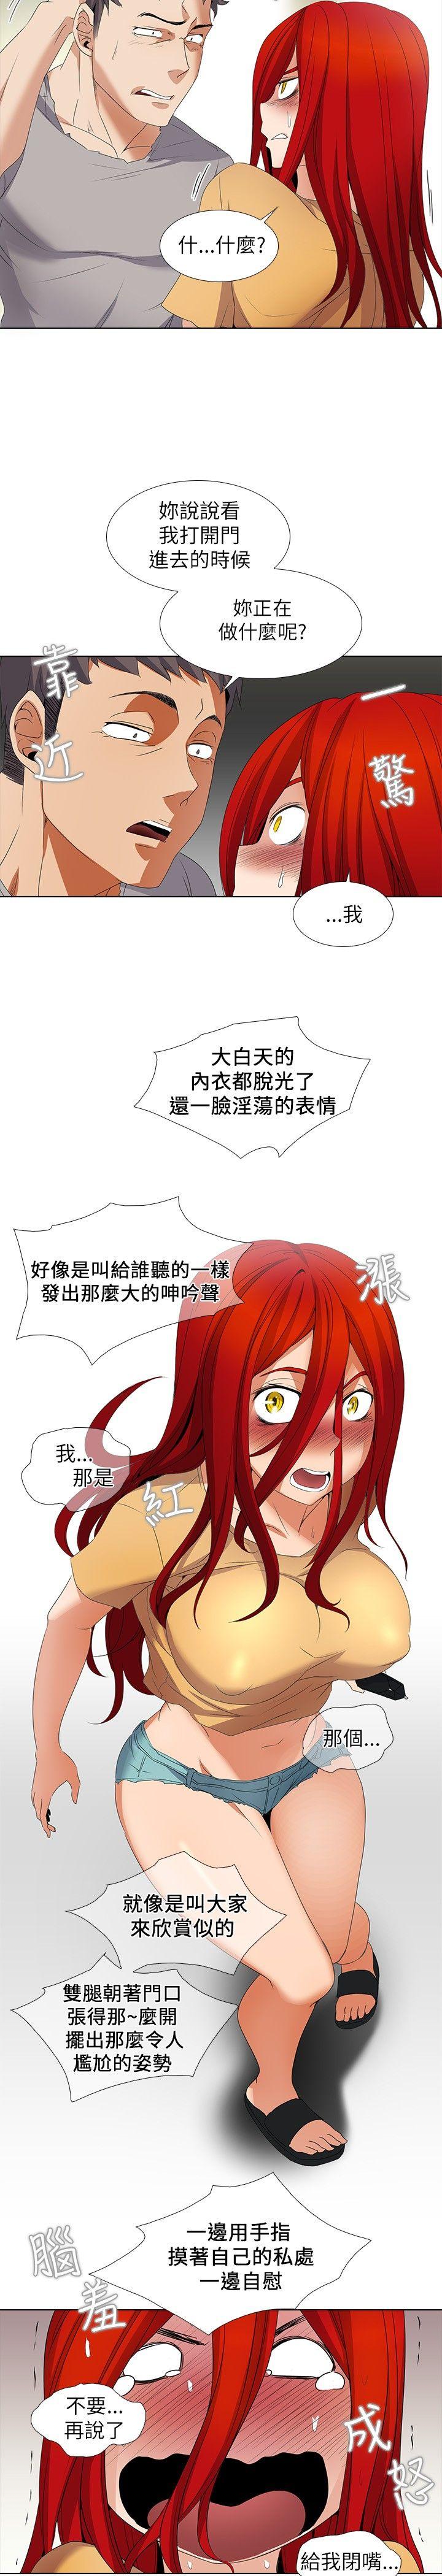 什...什麼?
妳說說看
我打開門
進去的時候
妳正在
做什麼呢?
靠近
一驚
...我
大白天的
內衣都脫光了
還一臉淫蕩的表情
好像是叫給誰聽的一樣
發出那麼大的呻吟聲
漲紅
我...
那是
那個...
就像是叫大家
來欣賞似的
雙腿朝著門口
張得那~麼開
擺出那麼令人
尷尬的姿勢
一邊用手指
摸著自己的私處
一邊自慰
腦羞
成怒
不要...
再說了
給我閉嘴...